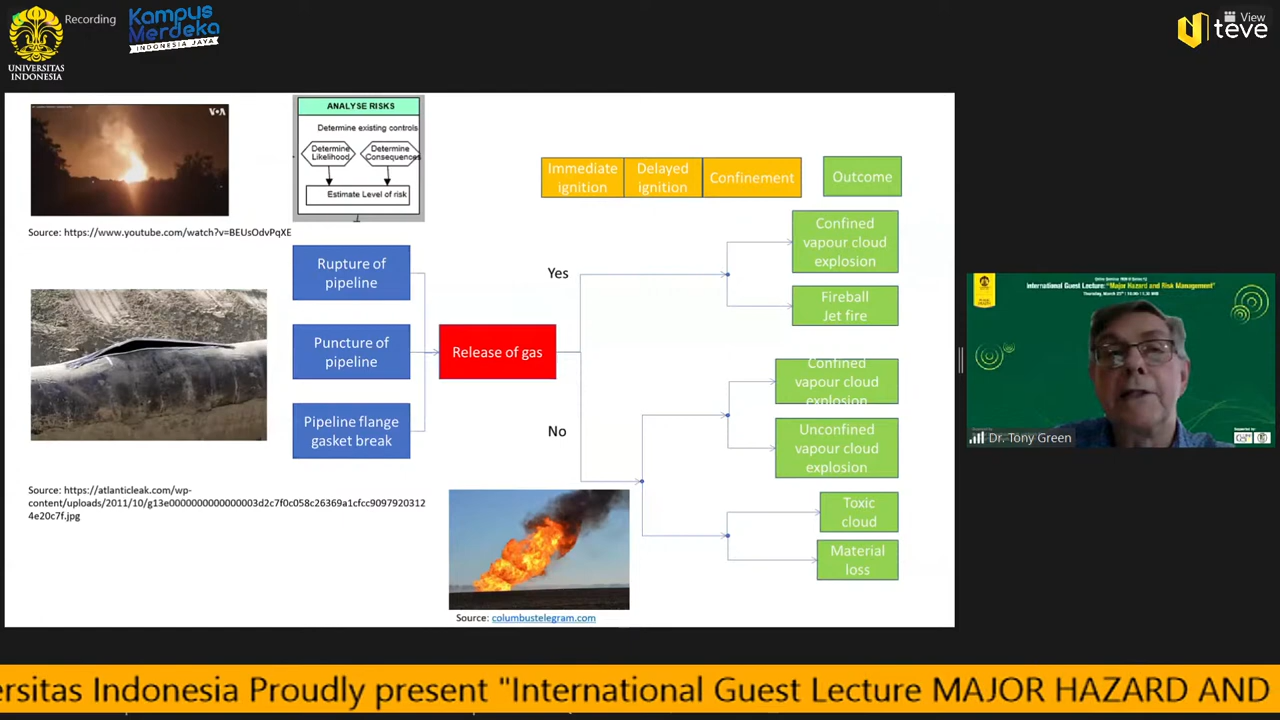 Recording
UNIVERSITAS
INDONESIA
Kampus
Merdeka
INDONESIA JAYA
View
teve
VOA
Source: https://www.youtube.com/watch?v=BEUsOdvPqXE
ANALYSE RISKS
Determine existing controls
Determine
Likelihood
Determine
Consequences
Estimate Level of risk
Immediate
ignition
Delayed
ignition
Confinement
Outcome
Rupture of
pipeline
Puncture of
pipeline
Pipeline flange
gasket break
Release of gas
Yes
No
Confined
vapour cloud
explosion
Fireball
Jet fire
Confined
vapour cloud
explosion
Unconfined
vapour cloud
explosion
Toxic
cloud
Material
loss
Source: https://atlanticleak.com/wp-
content/uploads/2011/10/g13e0000000000000003d2c7f0c058c26369a1cfcc9097920312
4e20c7f.jpg
Source: columbustelegram.com
International Guest Lecture: "Major Hazard and Risk Management"
Dr. Tony Green
ersitas Indonesia Proudly present "International Guest Lecture MAJOR HAZARD AND